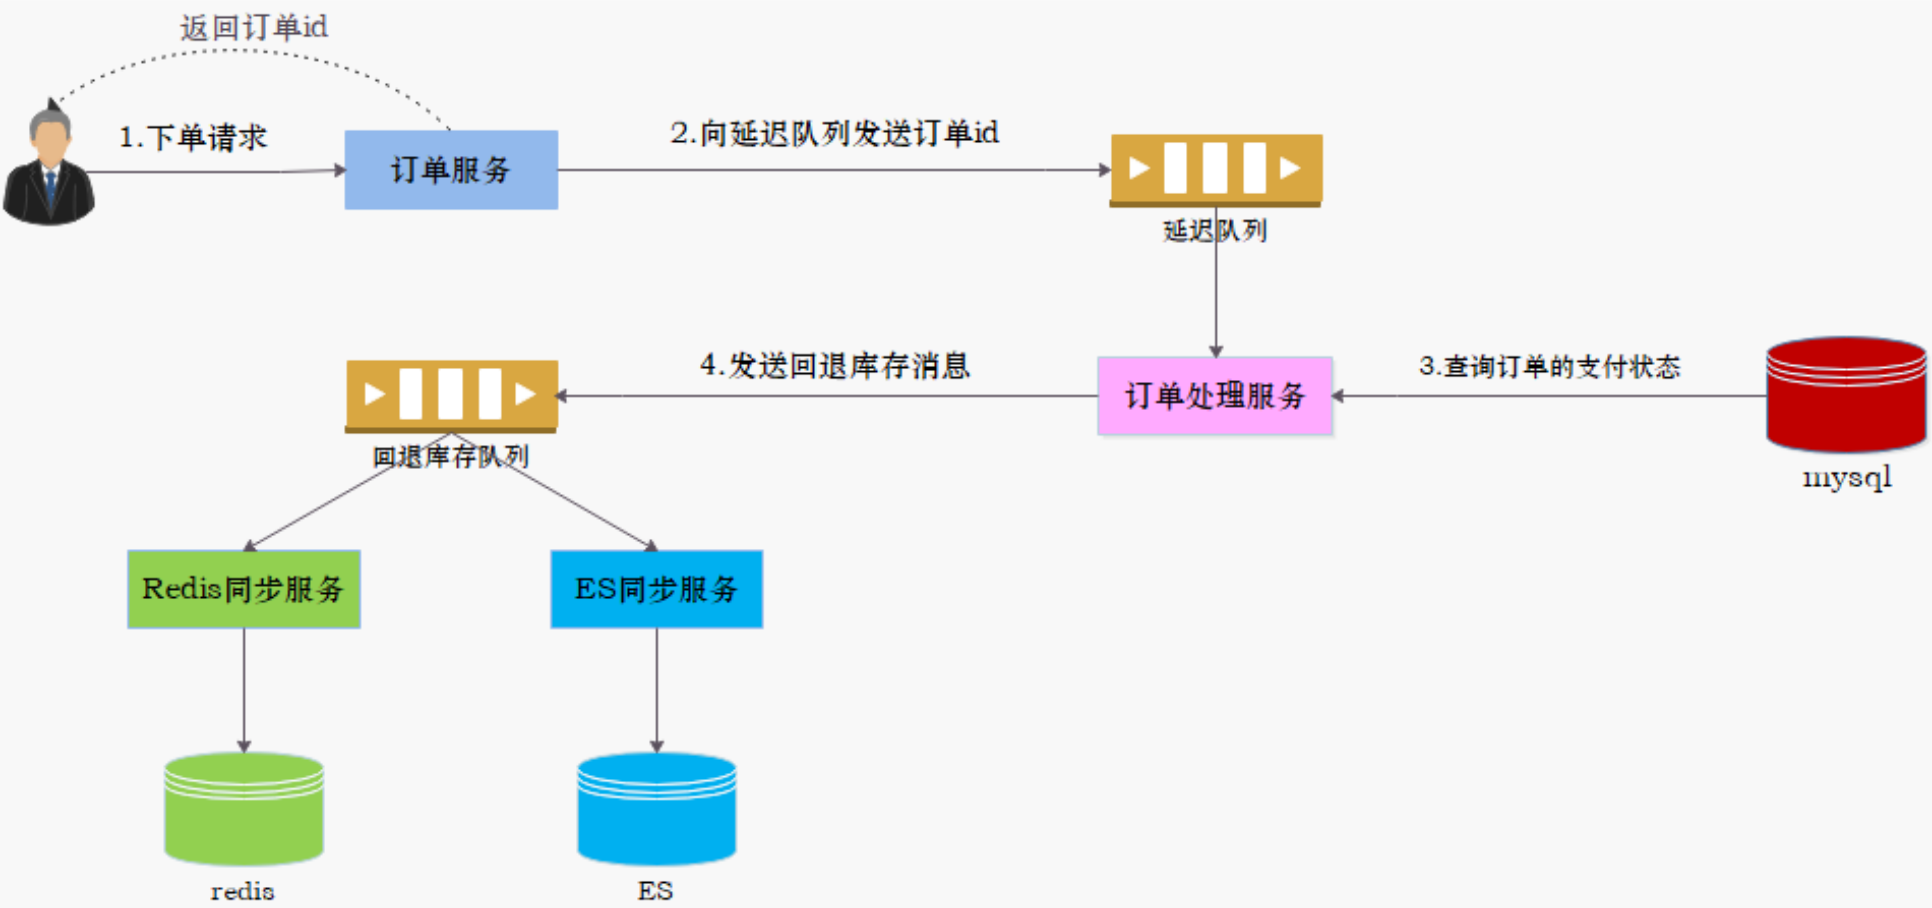 返回订单id
1.下单请求
订单服务
2.向延迟队列发送订单id
延迟队列
4.发送回退库存消息
订单处理服务
3.查询订单的支付状态
mysql
回退库存队列
Redis同步服务
ES同步服务
redis
ES